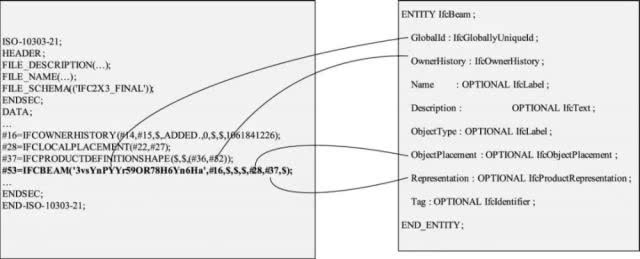 ISO-10303-21;
HEADER;
FILE_DESCRIPTION(...);
FILE_NAME(...);
FILE_SCHEMA(('IFC2X3_FINAL'));
ENDSEC;
DATA;
...
#16=IFCOWNERHISTORY(#14,#15,$,.ADDED.,0,$,$,1061841226);
#28=IFCLOCALPLACEMENT(#22,#27);
#37=IFCPRODUCTDEFINITIONSHAPE($,$,(#36,#82));
#53=IFCBEAM('3vsYnPYYr59OR78H6Yn6Ha',#16,$,$,$,#28,#37,$);
...
ENDSEC;
END-ISO-10303-21;
ENTITY IfcBeam ;
GlobalId : IfcGloballyUniqueId ;
OwnerHistory : IfcOwnerHistory ;
Name : OPTIONAL IfcLabel ;
Description : OPTIONAL IfcText ;
ObjectType : OPTIONAL IfcLabel ;
ObjectPlacement : OPTIONAL IfcObjectPlacement ;
Representation : OPTIONAL IfcProductRepresentation ;
Tag : OPTIONAL IfcIdentifier ;
END_ENTITY;